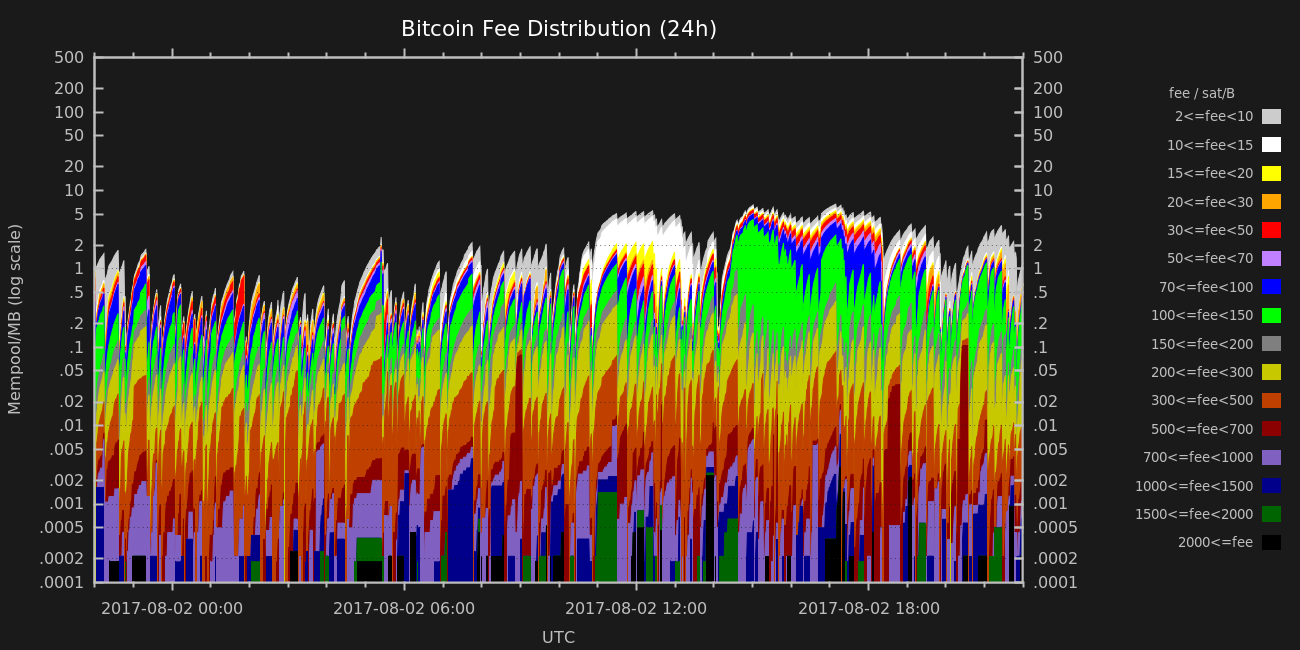 Bitcoin Fee Distribution (24h)
500
200
100
50
20
10
5
2
1
.5
.2
.1
.05
.02
.01
.005
.002
.001
.0005
.0002
.0001
Mempool/MB (log scale)
500
200
100
50
20
10
5
2
1
.5
.2
.1
.05
.02
.01
.005
.002
.001
.0005
.0002
.0001
2017-08-02 00:00
2017-08-02 06:00
2017-08-02 12:00
2017-08-02 18:00
UTC
fee / sat/B
2<=fee<10
10<=fee<15
15<=fee<20
20<=fee<30
30<=fee<50
50<=fee<70
70<=fee<100
100<=fee<150
150<=fee<200
200<=fee<300
300<=fee<500
500<=fee<700
700<=fee<1000
1000<=fee<1500
1500<=fee<2000
2000<=fee